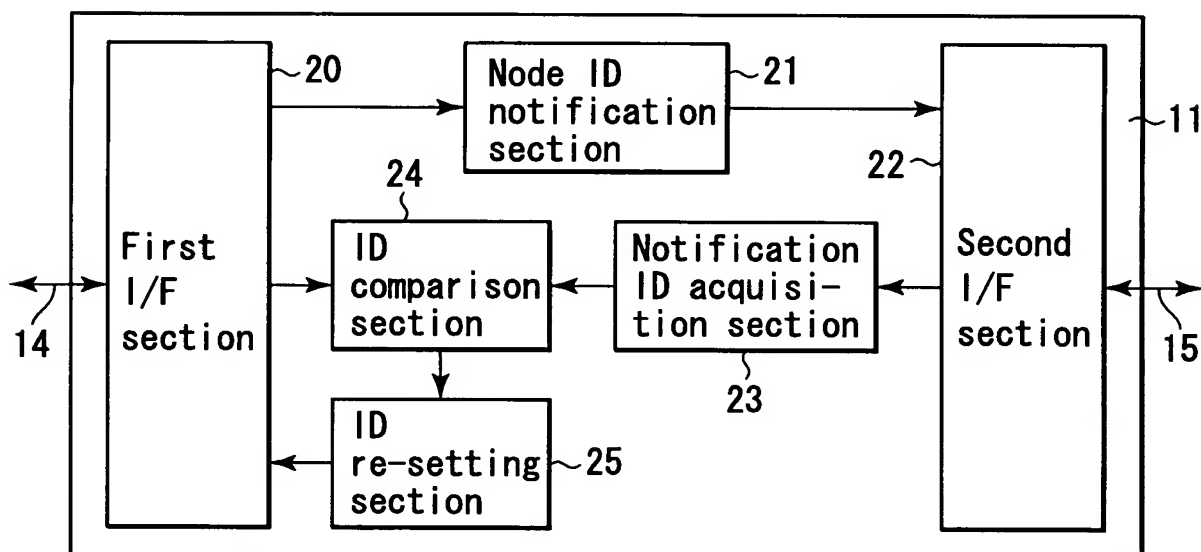 20
Node ID
notification
section
21
11
22
24
First
I/F
section
ID
comparison
section
Notification
ID acquisi-
tion section
Second
I/F
section
14
15
23
ID
re-setting
section
25